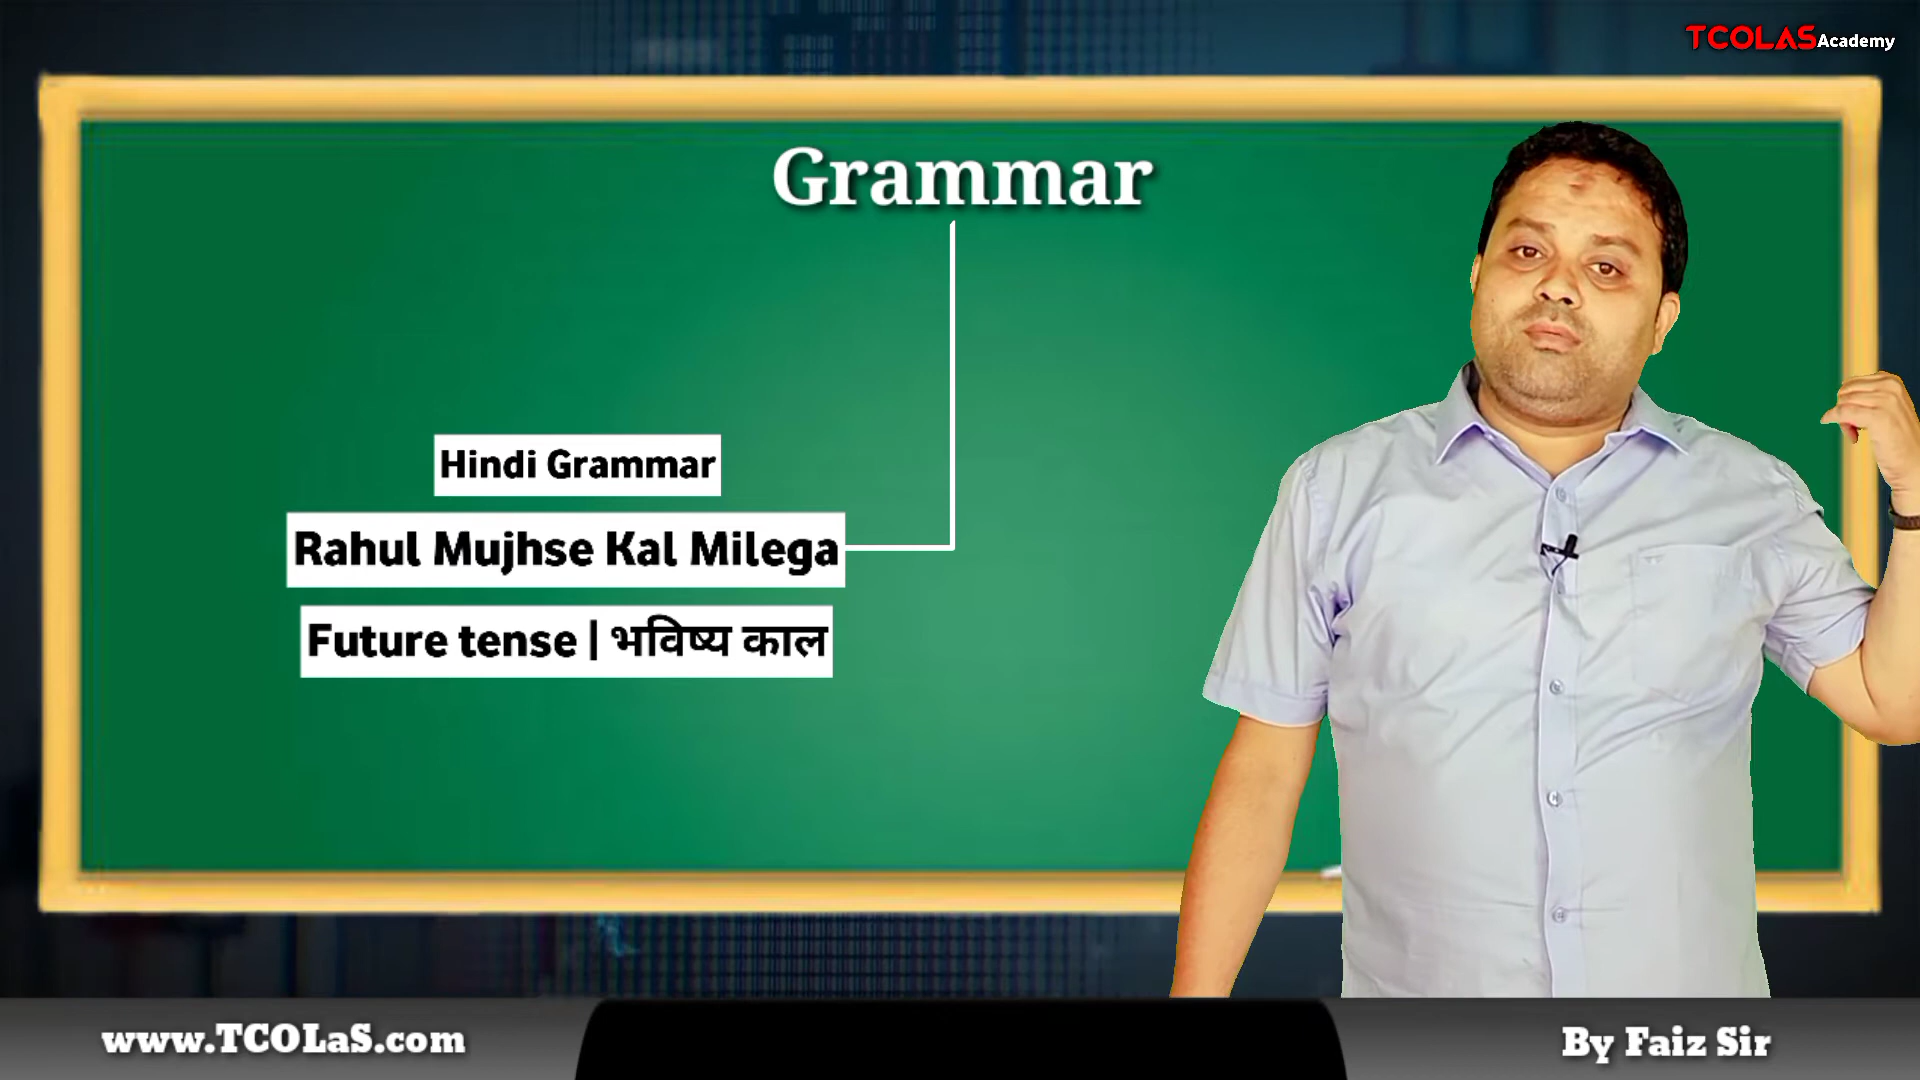 TCOLAS Academy
Grammar
Hindi Grammar
Rahul Mujhse Kal Milega
Future tense | भविष्य काल
www.TCOLaS.com
By Faiz Sir